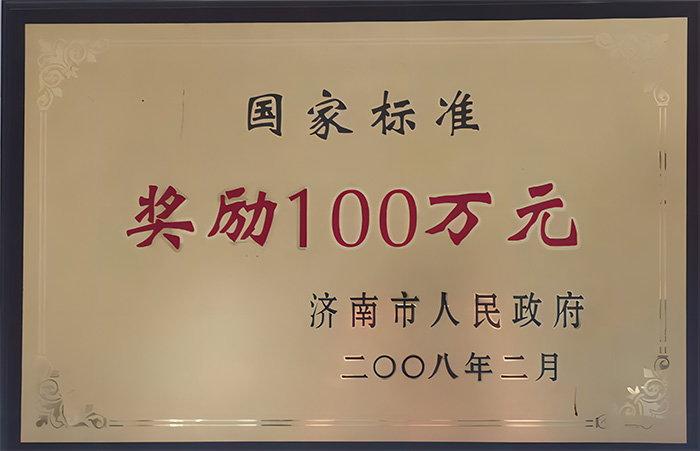 国家标准
奖励100万元
济南市人民政府
二〇〇八年二月